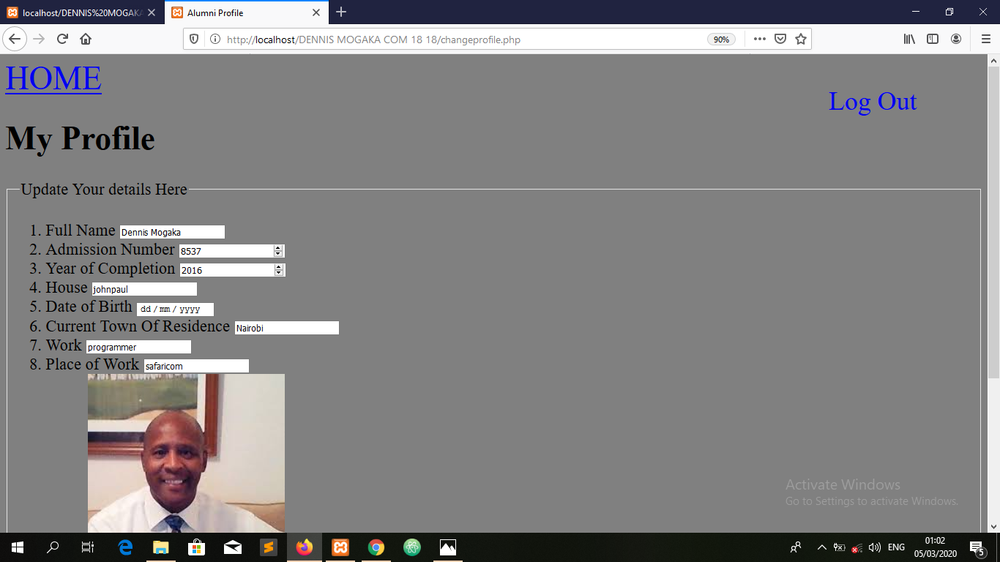 localhost/DENNIS%20MOGAKA
Alumni Profile
http://localhost/DENNIS MOGAKA COM 18 18/changeprofile.php
90%
HOME
Log Out
My Profile
Update Your details Here
1. Full Name Dennis Mogaka
2. Admission Number 8537
3. Year of Completion 2016
4. House johnpaul
5. Date of Birth dd / mm / yyyy
6. Current Town Of Residence Nairobi
7. Work programmer
8. Place of Work safaricom
Activate Windows
Go to Settings to activate Windows.
ENG
01:02
05/03/2020
5